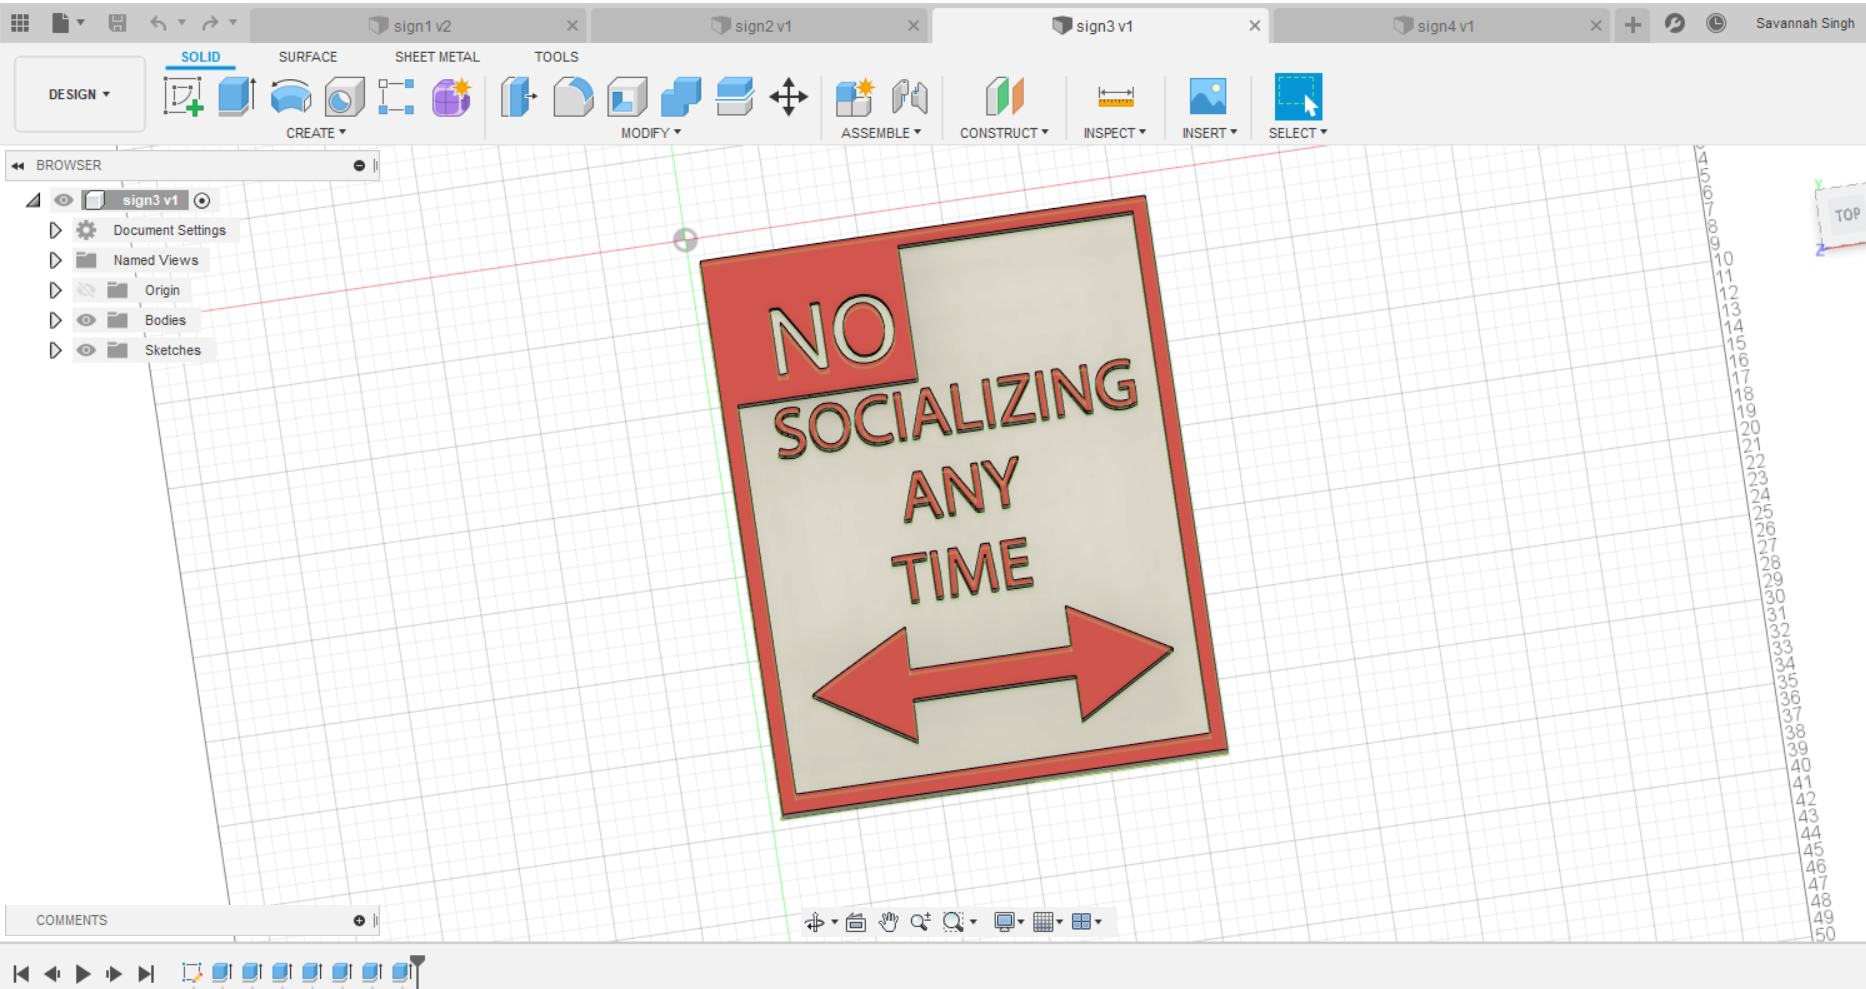 sign1 v2
sign2 v1
sign3 v1
sign4 v1
Savannah Singh
SOLID
SURFACE
SHEET METAL
TOOLS
DESIGN
CREATE
MODIFY
ASSEMBLE
CONSTRUCT
INSPECT
INSERT
SELECT
BROWSER
sign3 v1
Document Settings
Named Views
Origin
Bodies
Sketches
NO
SOCIALIZING
ANY
TIME
Y
TOP
Z
4
5
6
7
8
9
10
11
12
13
14
15
16
17
18
19
20
21
22
23
24
25
26
27
28
29
30
31
32
33
34
35
36
37
38
39
40
41
42
43
44
45
46
47
48
49
50
COMMENTS